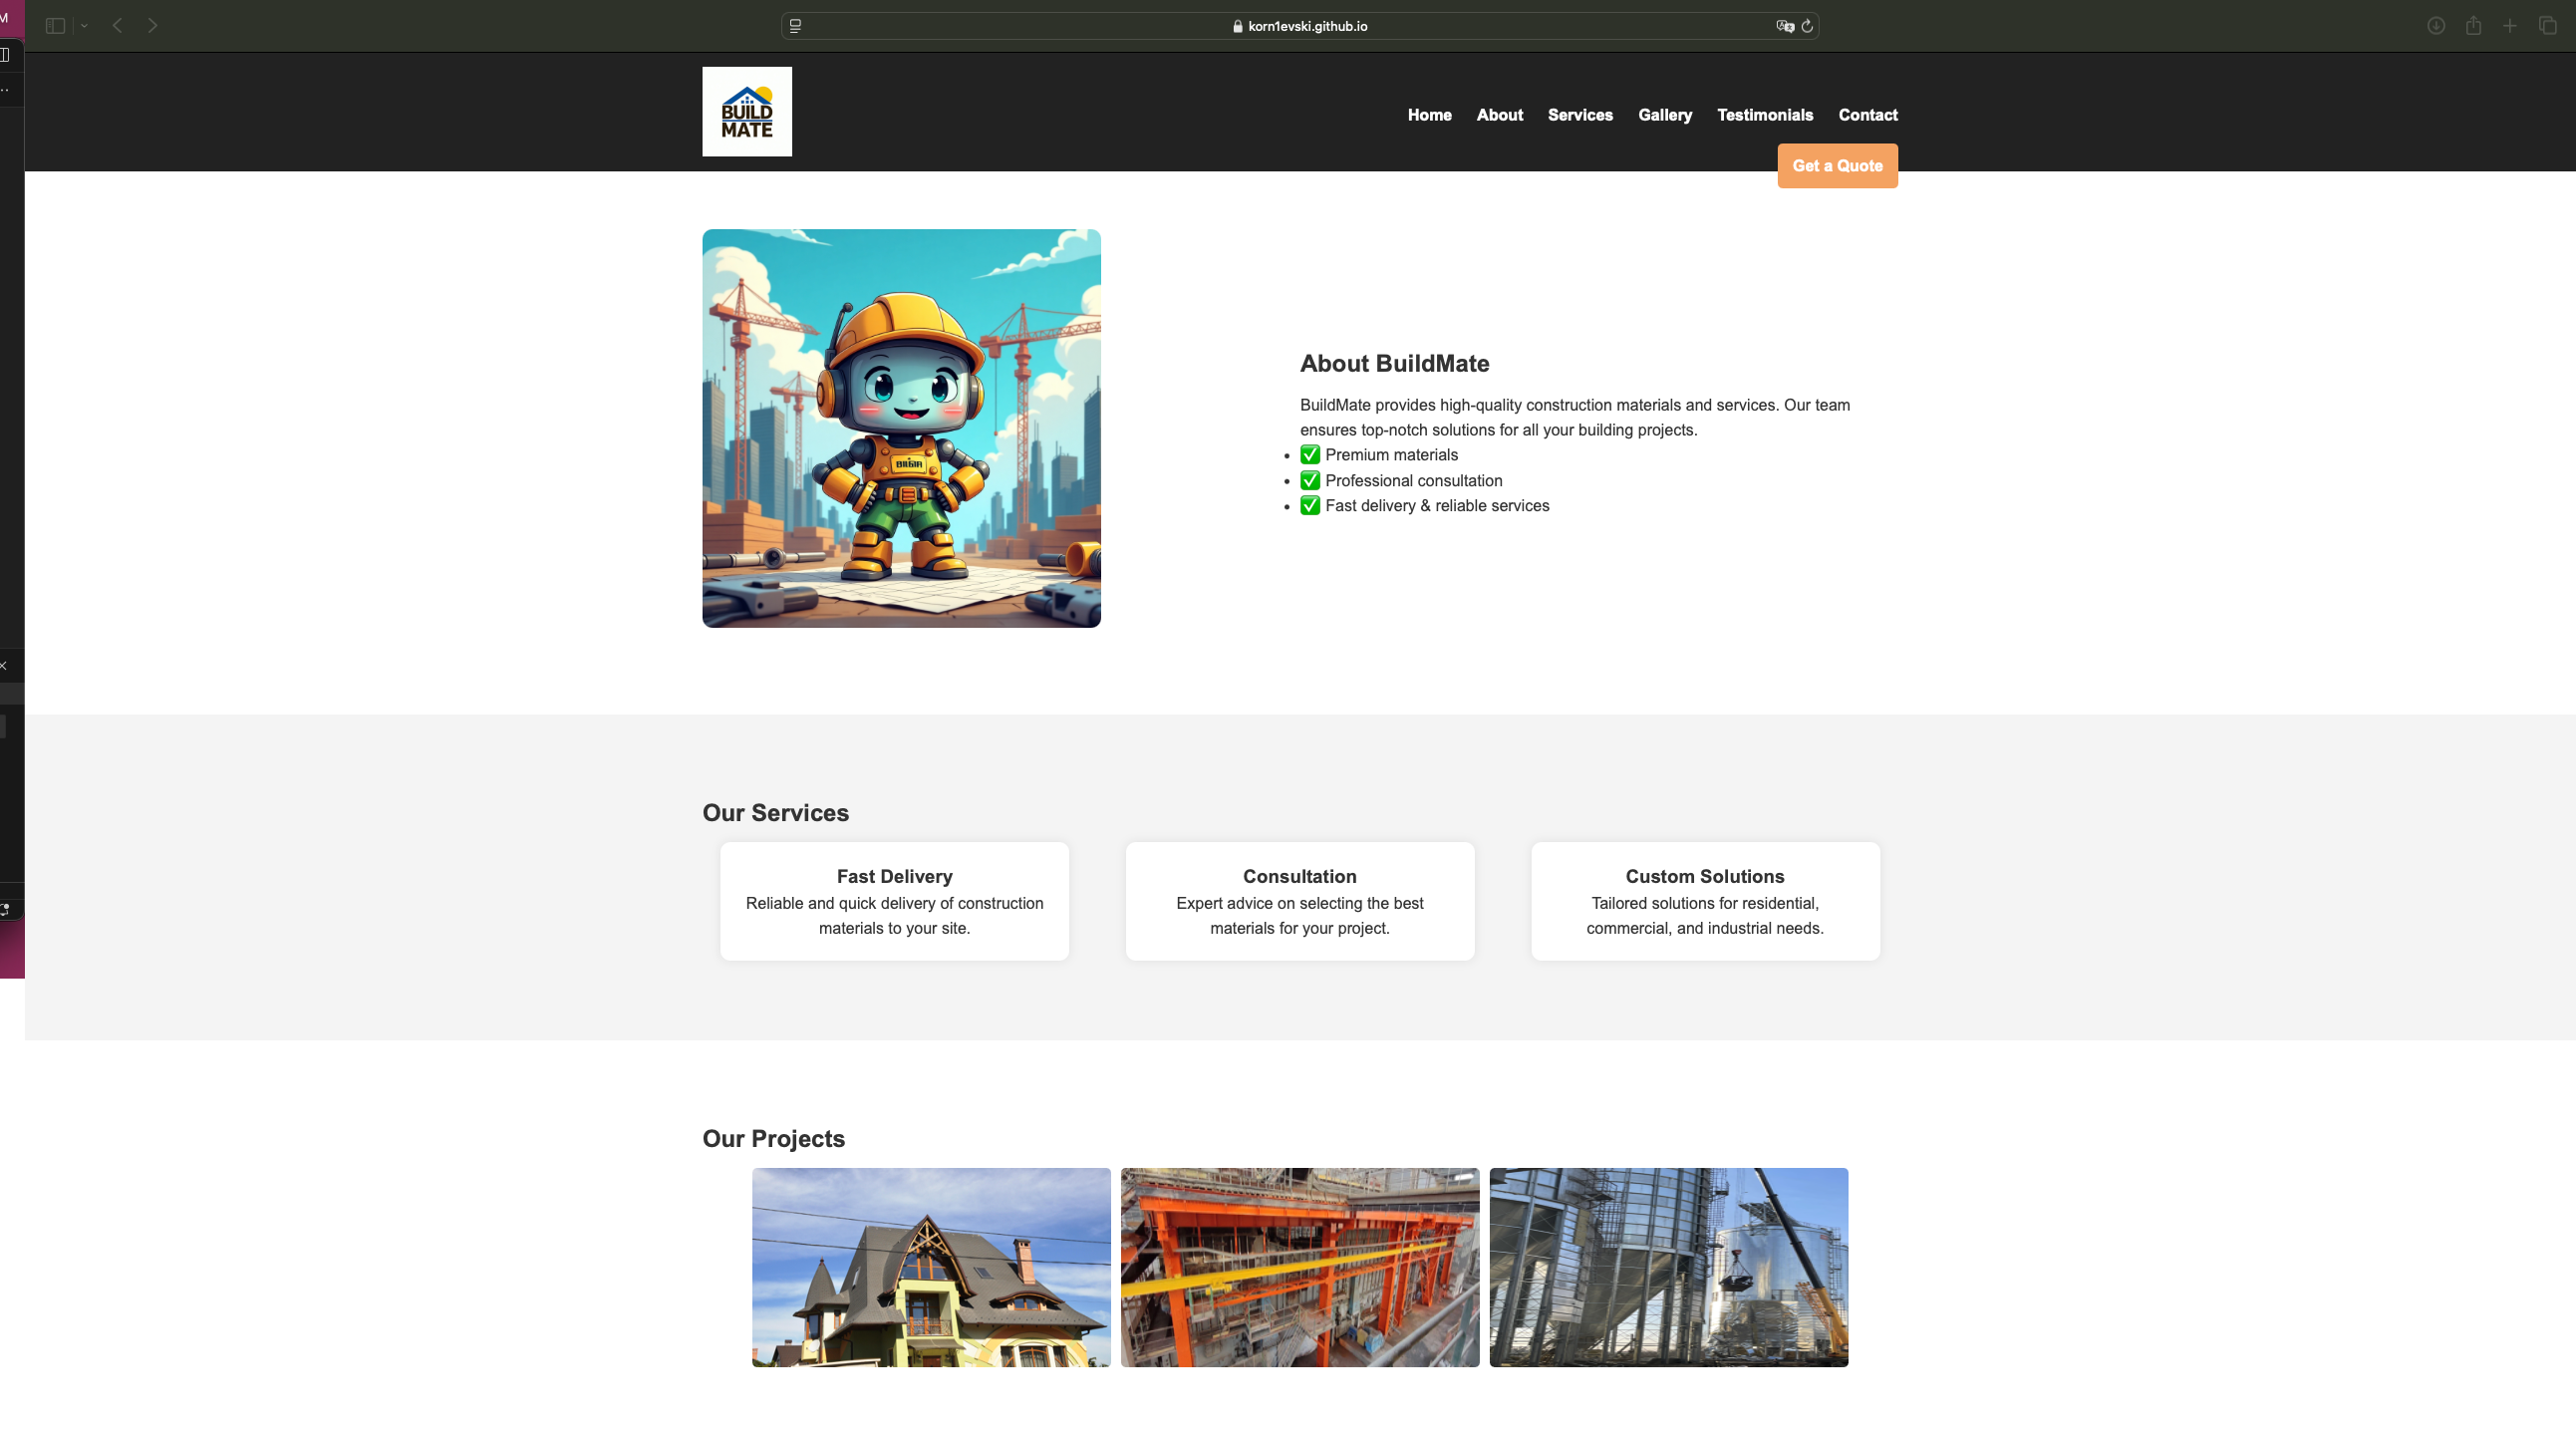 M
korn1evski.github.io
BUILD
MATE
Home About Services Gallery Testimonials Contact
Get a Quote
About BuildMate
BuildMate provides high-quality construction materials and services. Our team
ensures top-notch solutions for all your building projects.
• ✅ Premium materials
• ✅ Professional consultation
• ✅ Fast delivery & reliable services
Our Services
Fast Delivery
Reliable and quick delivery of construction
materials to your site.
Consultation
Expert advice on selecting the best
materials for your project.
Custom Solutions
Tailored solutions for residential,
commercial, and industrial needs.
Our Projects